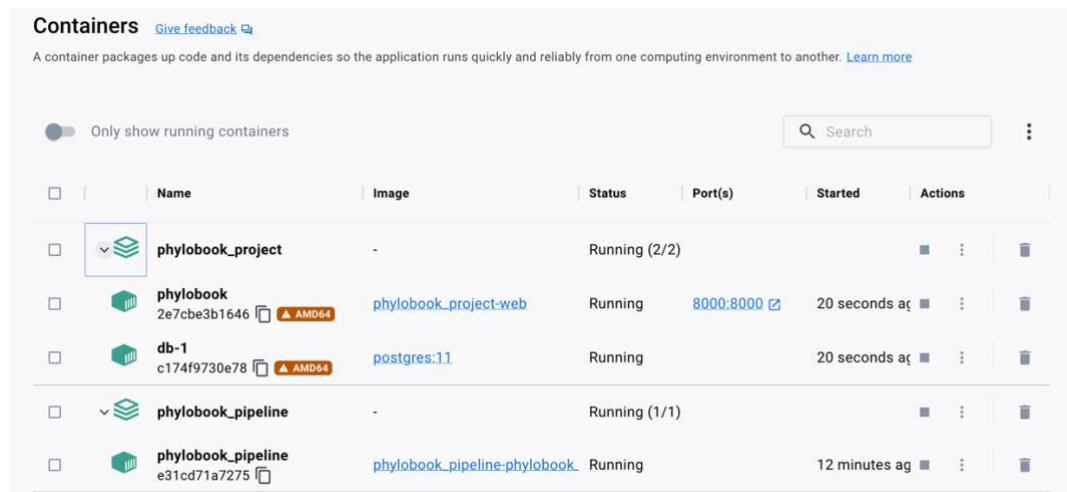 Containers Give feedback
A container packages up code and its dependencies so the application runs quickly and reliably from one computing environment to another. Learn more
Only show running containers Search
Name Image Status Port(s) Started Actions
phylobook_project - Running (2/2)
phylobook
2e7cbe3b1646 AMD64 phylobook_project-web Running 8000:8000 20 seconds ag
db-1
c174f9730e78 AMD64 postgres:11 Running 20 seconds ag
phylobook_pipeline - Running (1/1)
phylobook_pipeline
e31cd71a7275 phylobook_pipeline-phylobook_ Running 12 minutes ag